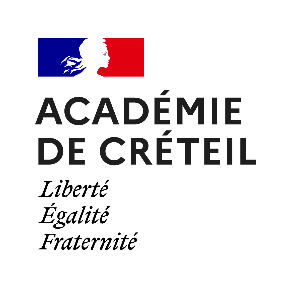 ACADÉMIE
DE CRÉTEIL
Liberté
Égalité
Fraternité